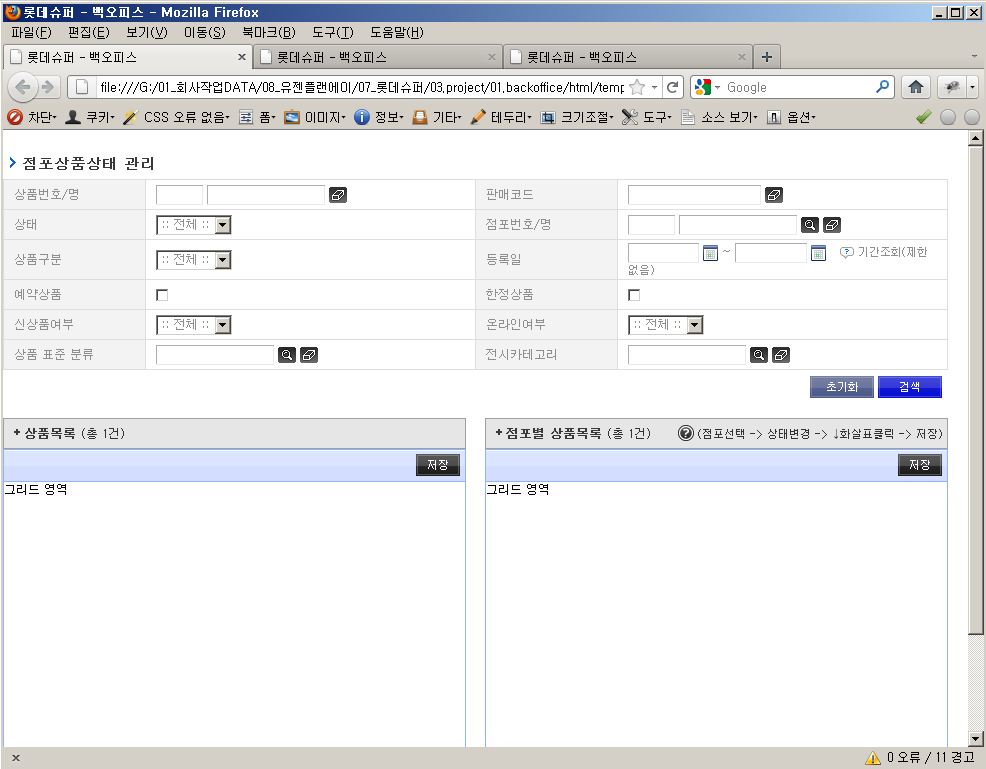 롯데슈퍼 - 백오피스 - Mozilla Firefox
파일(F) 편집(E) 보기(V) 이동(S) 북마크(B) 도구(T) 도움말(H)
롯데슈퍼 - 백오피스 롯데슈퍼 - 백오피스 롯데슈퍼 - 백오피스
file:///G:/01_회사작업DATA/08_유젠플랜에이/07_롯데슈퍼/03.project/01.backoffice/html/temp Google
차단 쿠키 CSS 오류 없음 폼 이미지 정보 기타 테두리 크기조절 도구 소스 보기 옵션
점포상품상태 관리
상품번호/명 판매코드
상태 :: 전체 :: 점포번호/명
상품구분 :: 전체 :: 등록일 ~ 기간조회(제한
없음)
예약상품 한정상품
신상품여부 :: 전체 :: 온라인여부 :: 전체 ::
상품 표준 분류 전시카테고리
초기화 검색
+ 상품목록 (총 1건) + 점포별 상품목록 (총 1건) (점포선택 -> 상태변경 -> ↓화살표클릭 -> 저장)
저장 저장
그리드 영역 그리드 영역
0 오류 / 11 경고